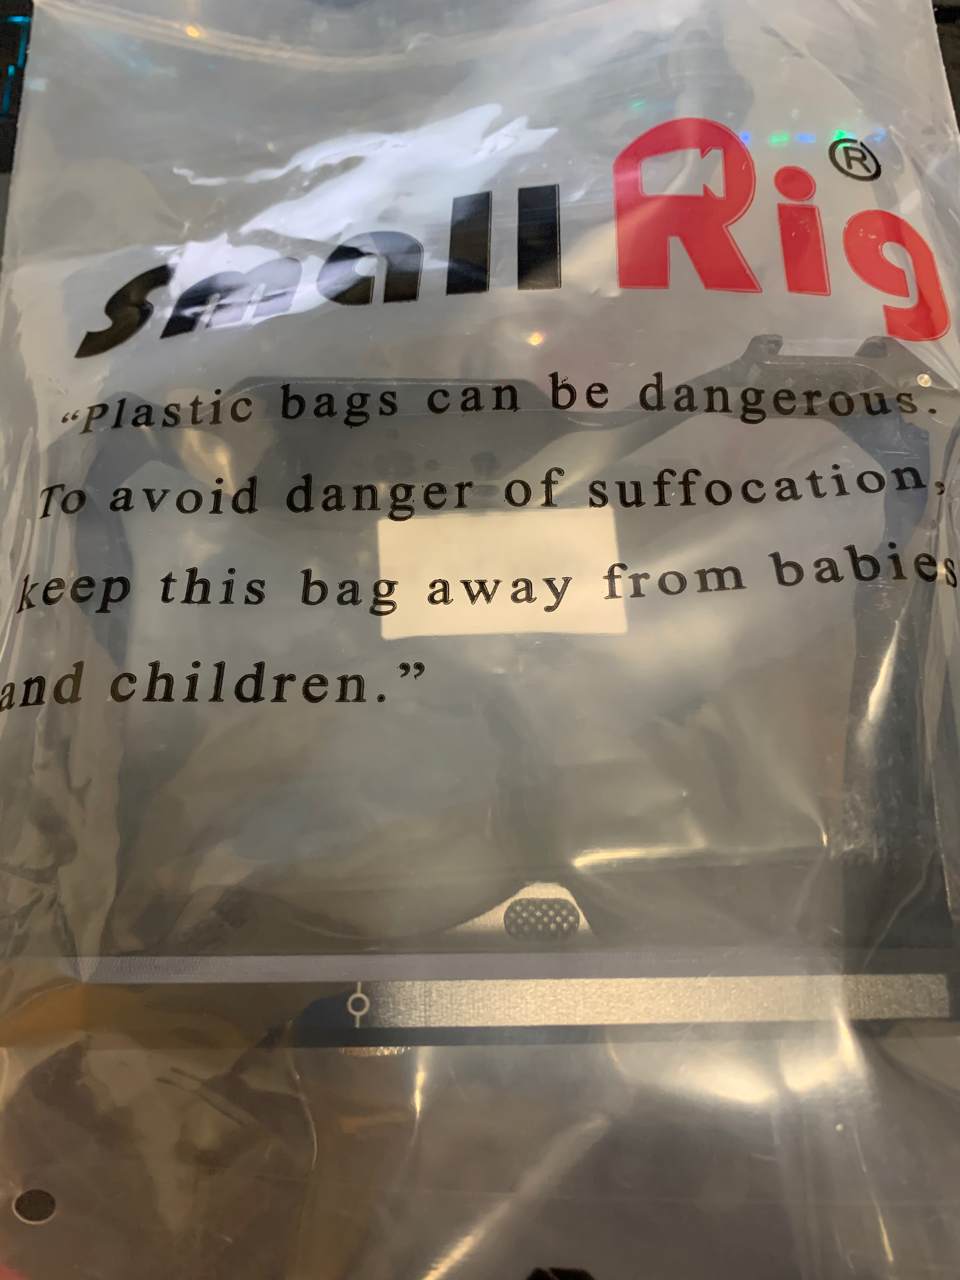 smallRig®
“Plastic bags can be dangerous.
To avoid danger of suffocation,
keep this bag away from babies
and children.”